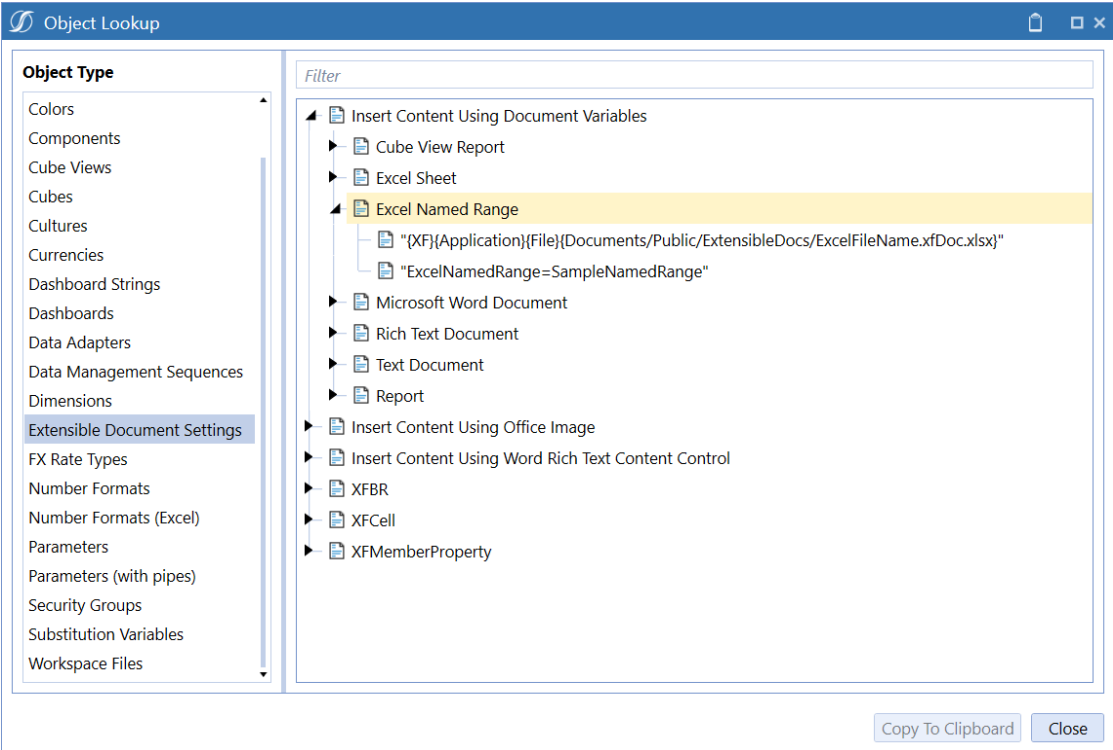 Object Lookup
Object Type
Colors
Components
Cube Views
Cubes
Cultures
Currencies
Dashboard Strings
Dashboards
Data Adapters
Data Management Sequences
Dimensions
Extensible Document Settings
FX Rate Types
Number Formats
Number Formats (Excel)
Parameters
Parameters (with pipes)
Security Groups
Substitution Variables
Workspace Files
Filter
Insert Content Using Document Variables
Cube View Report
Excel Sheet
Excel Named Range
"{XF}{Application}{File}{Documents/Public/ExtensibleDocs/ExcelFileName.xfDoc.xlsx}"
"ExcelNamedRange=SampleNamedRange"
Microsoft Word Document
Rich Text Document
Text Document
Report
Insert Content Using Office Image
Insert Content Using Word Rich Text Content Control
XFBR
XFCell
XFMemberProperty
Copy To Clipboard
Close